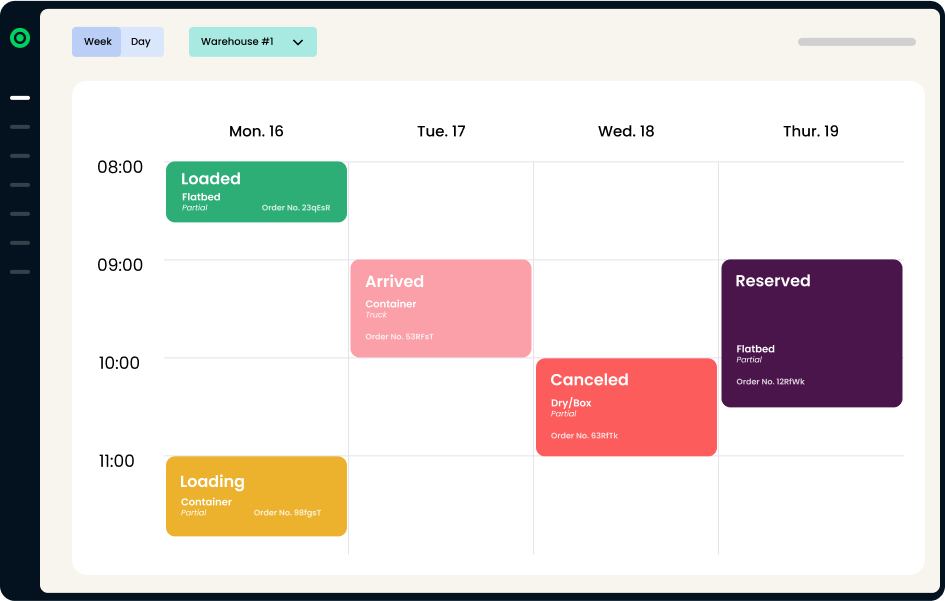 Week Day Warehouse #1
Mon. 16 Tue. 17 Wed. 18 Thur. 19
08:00
Loaded
Flatbed
Partial Order No. 23qEsR
09:00
Arrived
Container
Truck
Order No. 53RFsT
Reserved
Flatbed
Partial
Order No. 12RfWk
10:00
Canceled
Dry/Box
Partial
Order No. 63RfTk
11:00
Loading
Container
Partial Order No. 98fgsT